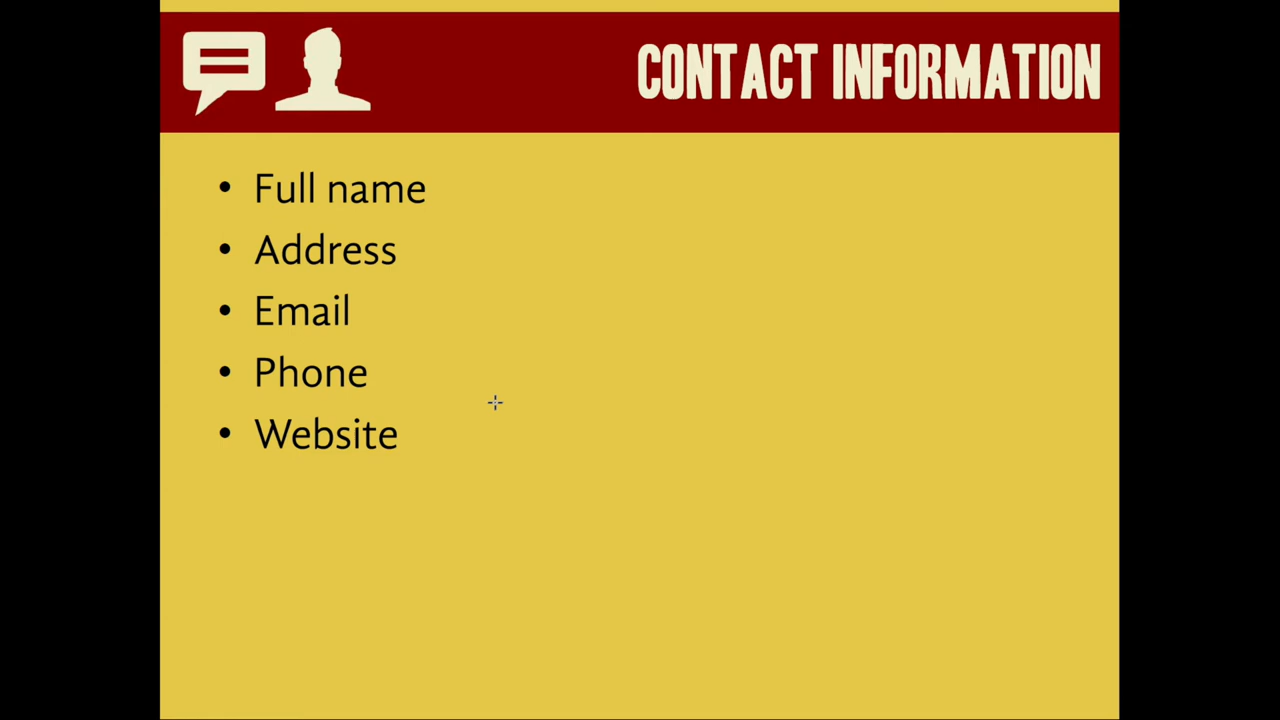 CONTACT INFORMATION
• Full name
• Address
• Email
• Phone
• Website